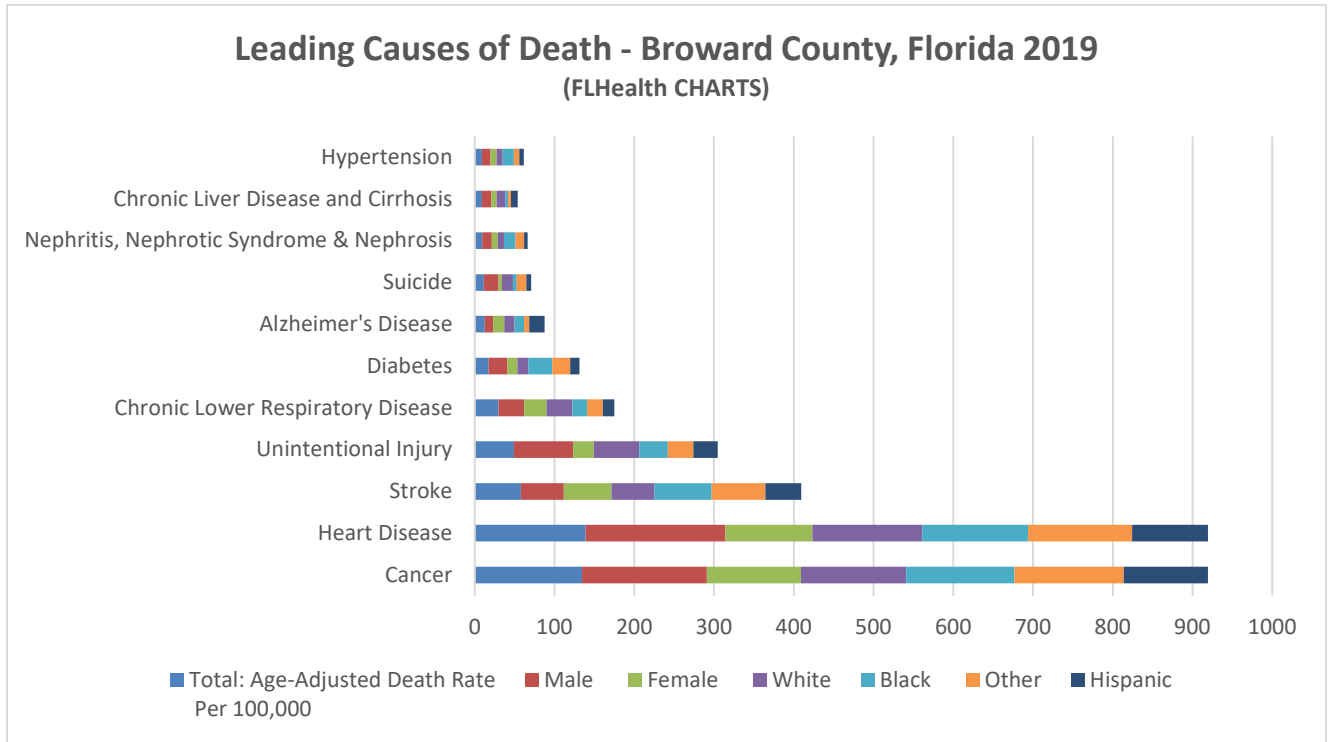 Leading Causes of Death - Broward County, Florida 2019
(FLHealth CHARTS)
Hypertension
Chronic Liver Disease and Cirrhosis
Nephritis, Nephrotic Syndrome & Nephrosis
Suicide
Alzheimer's Disease
Diabetes
Chronic Lower Respiratory Disease
Unintentional Injury
Stroke
Heart Disease
Cancer
0 100 200 300 400 500 600 700 800 900 1000
Total: Age-Adjusted Death Rate Male Female White Black Other Hispanic
Per 100,000